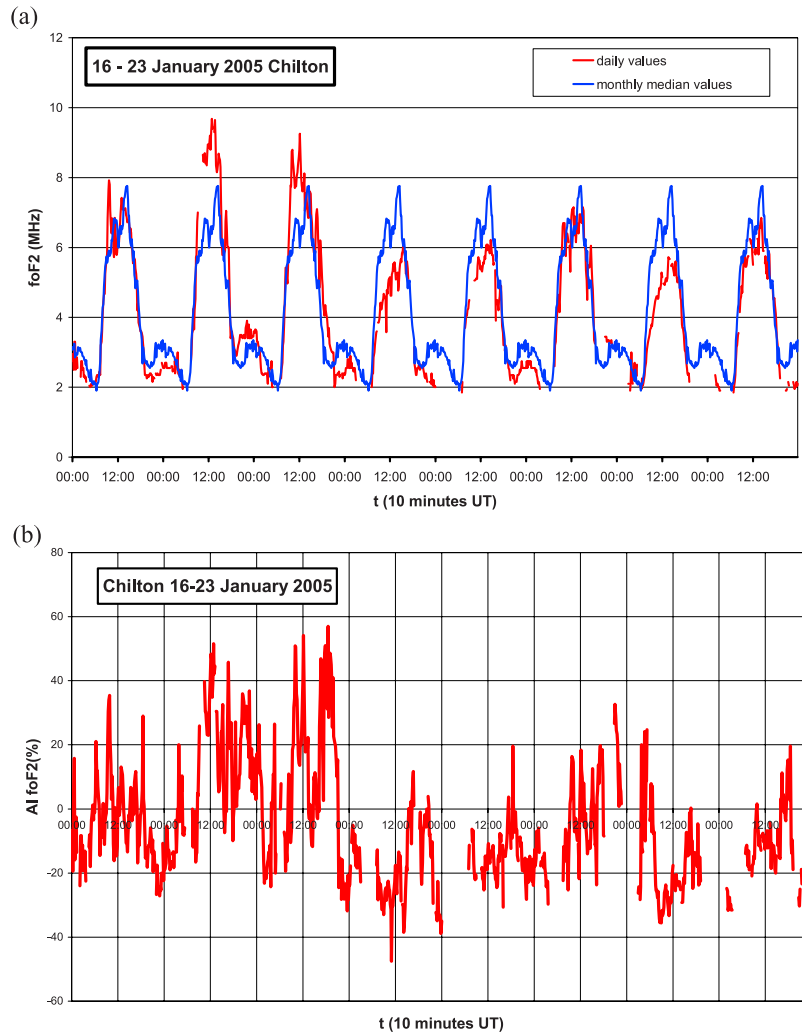 (a)
12
10
8
6
4
2
0
foF2 (MHz)
16 - 23 January 2005 Chilton
daily values
monthly median values
00:00 12:00 00:00 12:00 00:00 12:00 00:00 12:00 00:00 12:00 00:00 12:00 00:00 12:00 00:00 12:00
t (10 minutes UT)
(b)
80
60
40
20
0
-20
-40
-60
AI foF2(%)
Chilton 16-23 January 2005
00:00 12:00 00:00 12:00 00:00 12:00 00:00 12:00 00:00 12:00 00:00 12:00 00:00 12:00 00:00 12:00
t (10 minutes UT)